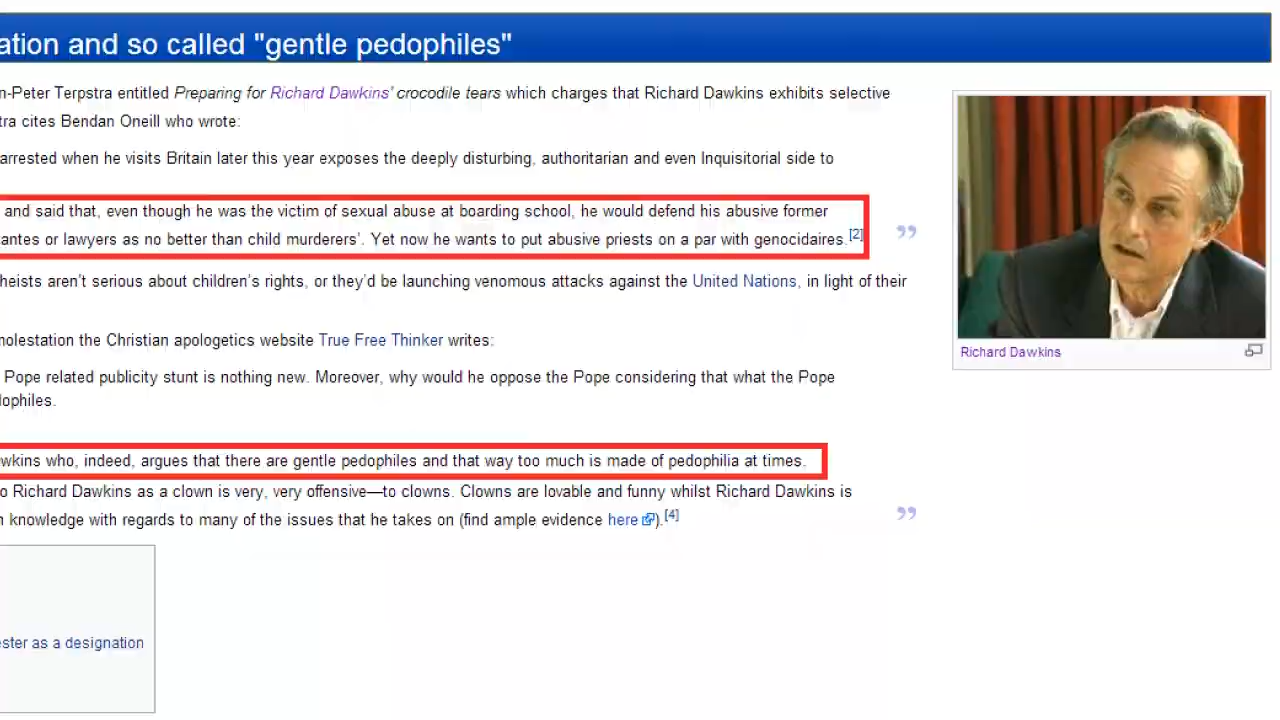 ation and so called "gentle pedophiles"
n-Peter Terpstra entitled Preparing for Richard Dawkins' crocodile tears which charges that Richard Dawkins exhibits selective
tra cites Bendan Oneill who wrote:
arrested when he visits Britain later this year exposes the deeply disturbing, authoritarian and even Inquisitorial side to
and said that, even though he was the victim of sexual abuse at boarding school, he would defend his abusive former
antes or lawyers as no better than child murderers'. Yet now he wants to put abusive priests on a par with genocidaires.[2]
heists aren't serious about children's rights, or they'd be launching venomous attacks against the United Nations, in light of their
nolestation the Christian apologetics website True Free Thinker writes:
Pope related publicity stunt is nothing new. Moreover, why would he oppose the Pope considering that what the Pope
lophiles.
wkins who, indeed, argues that there are gentle pedophiles and that way too much is made of pedophilia at times.
o Richard Dawkins as a clown is very, very offensive—to clowns. Clowns are lovable and funny whilst Richard Dawkins is
n knowledge with regards to many of the issues that he takes on (find ample evidence here).[4]
ester as a designation
Richard Dawkins